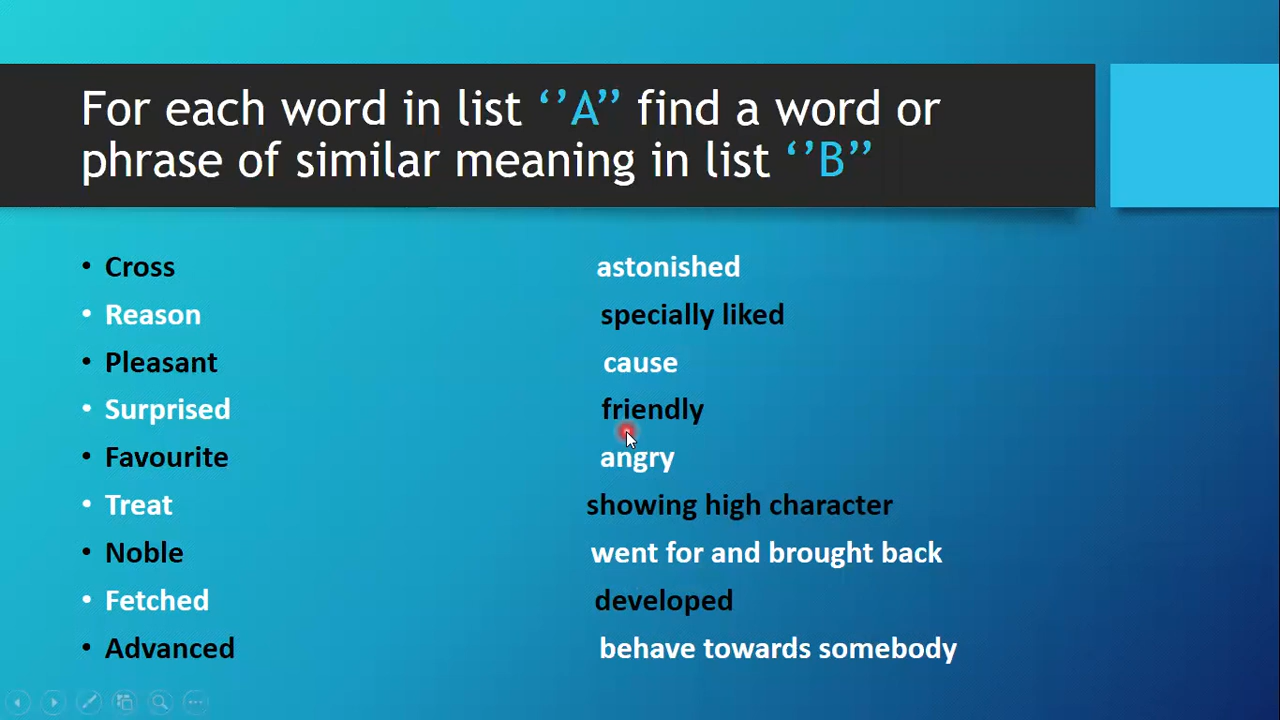 For each word in list ‘’A’’ find a word or
phrase of similar meaning in list ‘’B’’
• Cross astonished
• Reason specially liked
• Pleasant cause
• Surprised friendly
• Favourite angry
• Treat showing high character
• Noble went for and brought back
• Fetched developed
• Advanced behave towards somebody